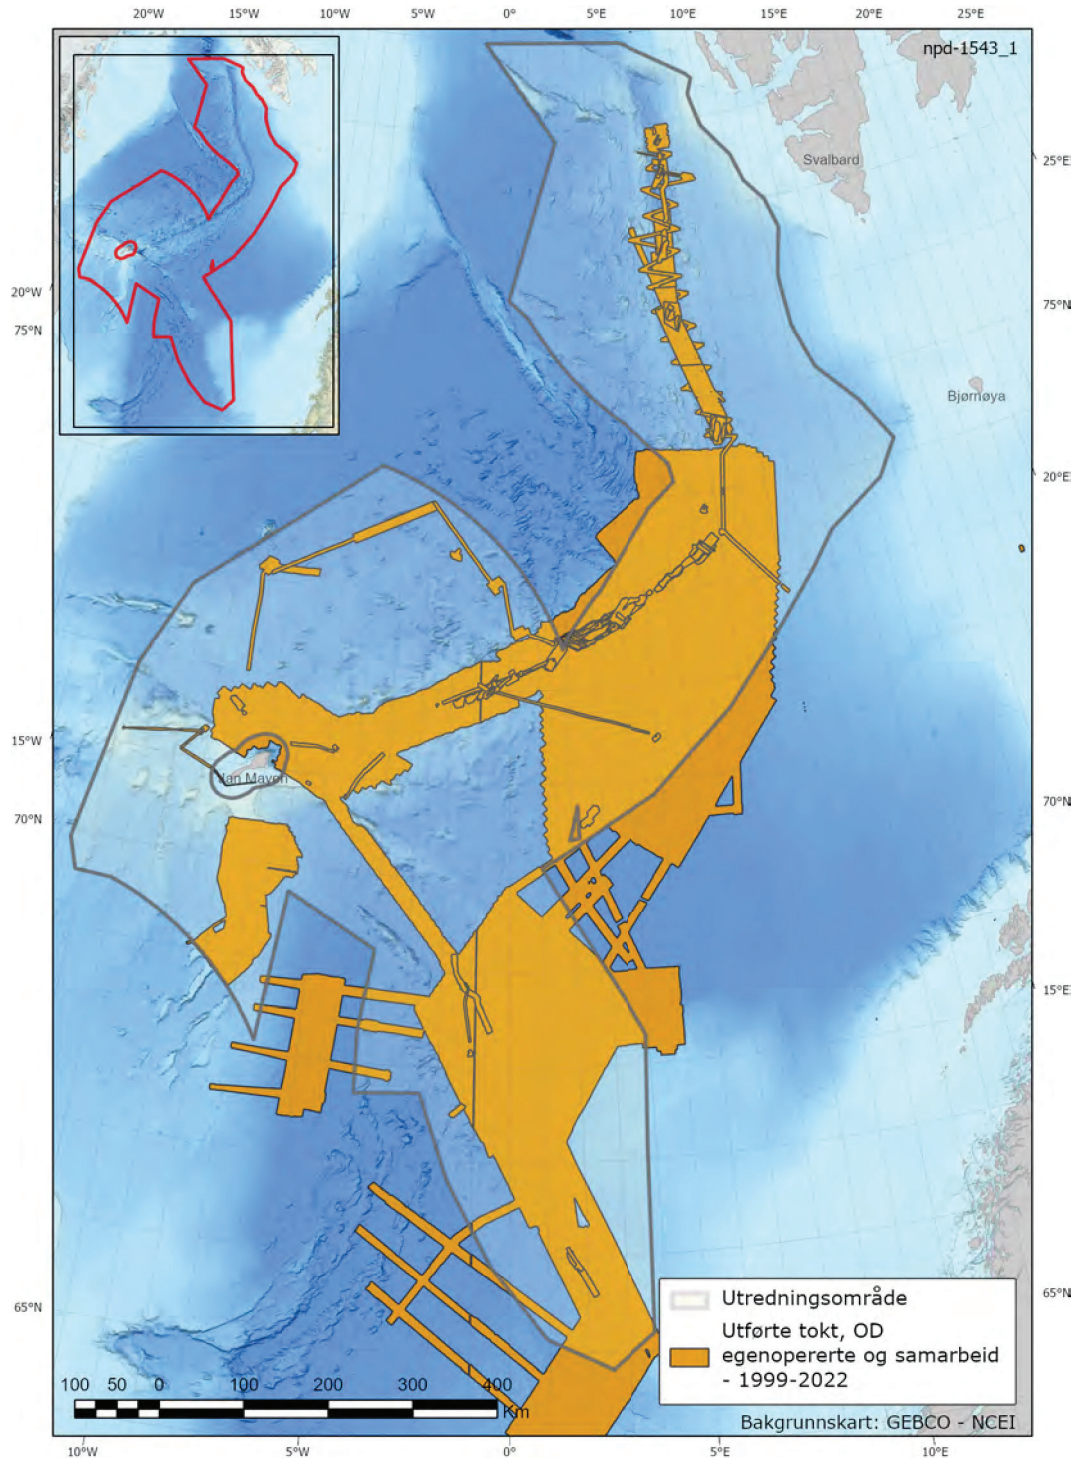 20°W 15°W 10°W 5°W 0° 5°E 10°E 15°E 20°E 25°E
npd-1543_1
Svalbard
25°E
20°W
75°N
75°N
Bjørnøya
20°E
15°W
Jan Mayen
70°N
70°N
15°E
65°N
65°N
Utredningsområde
Utførte tokt, OD
egenopererte og samarbeid
- 1999-2022
100 50 0 100 200 300 400
Km
Bakgrunnskart: GEBCO - NCEI
10°W 5°W 0° 5°E 10°E